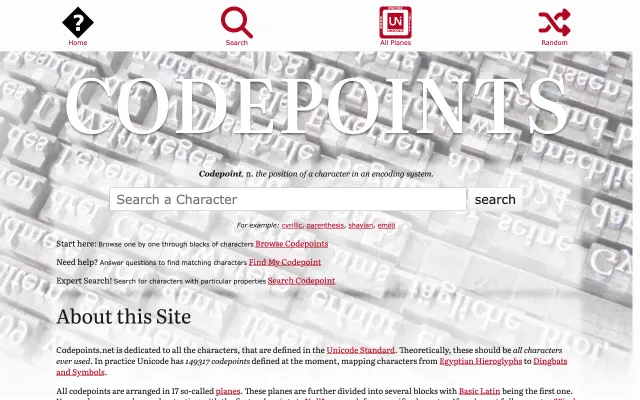 Home
Search
All Planes
Random
CODEPOINTS
Codepoint, n. the position of a character in an encoding system.
Search a Character
search
For example: cyrillic, parenthesis, shavian, emoji
Start here: Browse one by one through blocks of characters Browse Codepoints
Need help? Answer questions to find matching characters Find My Codepoint
Expert Search! Search for characters with particular properties Search Codepoint
About this Site
Codepoints.net is dedicated to all the characters, that are defined in the Unicode Standard. Theoretically, these should be all characters
ever used. In practice Unicode has 149317 codepoints defined at the moment, mapping characters from Egyptian Hieroglyphs to Dingbats
and Symbols.
All codepoints are arranged in 17 so-called planes. These planes are further divided into several blocks with Basic Latin being the first one.